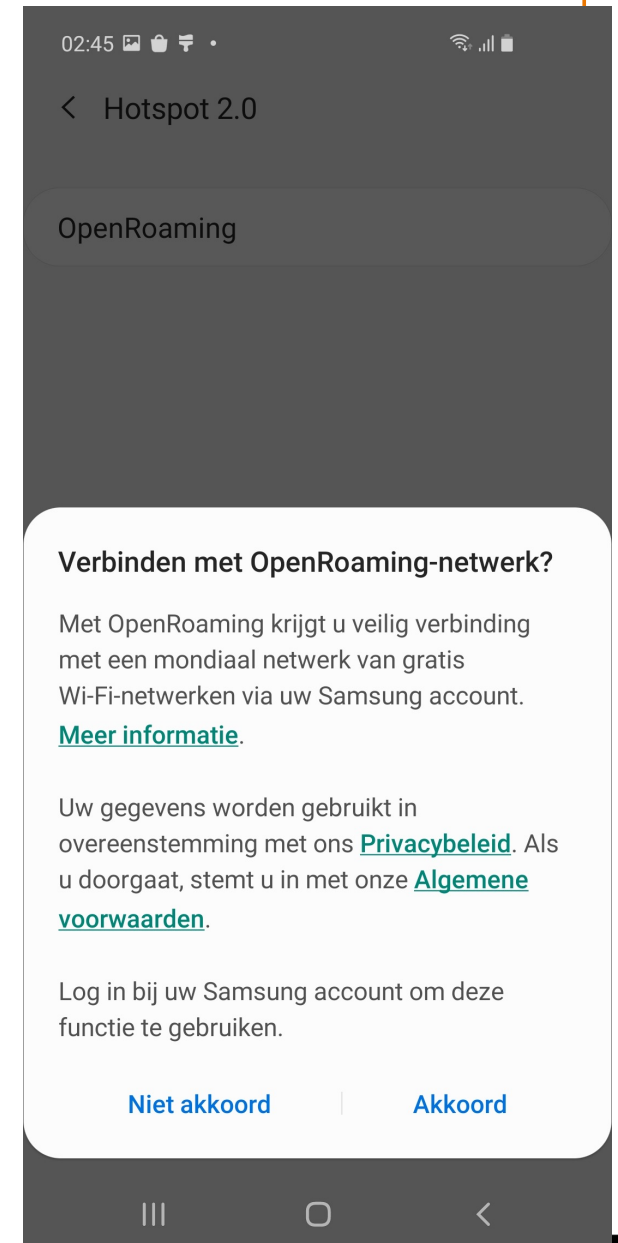 02:45
Hotspot 2.0
OpenRoaming
Verbinden met OpenRoaming-netwerk?
Met OpenRoaming krijgt u veilig verbinding
met een mondiaal netwerk van gratis
Wi-Fi-netwerken via uw Samsung account.
Meer informatie.
Uw gegevens worden gebruikt in
overeenstemming met ons Privacybeleid. Als
u doorgaat, stemt u in met onze Algemene
voorwaarden.
Log in bij uw Samsung account om deze
functie te gebruiken.
Niet akkoord
Akkoord